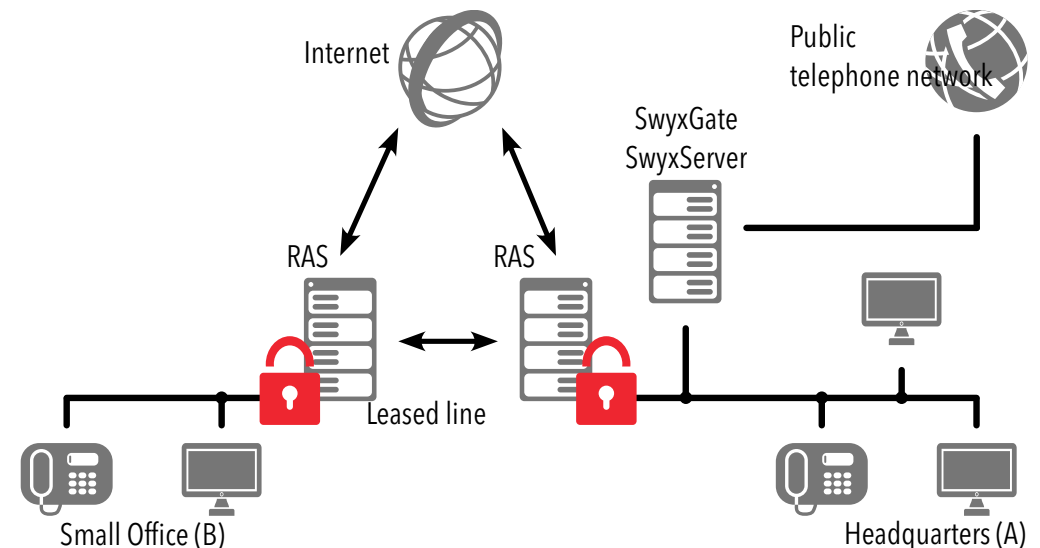 Internet
Public
telephone network
SwyxGate
SwyxServer
RAS
RAS
Leased line
Small Office (B)
Headquarters (A)